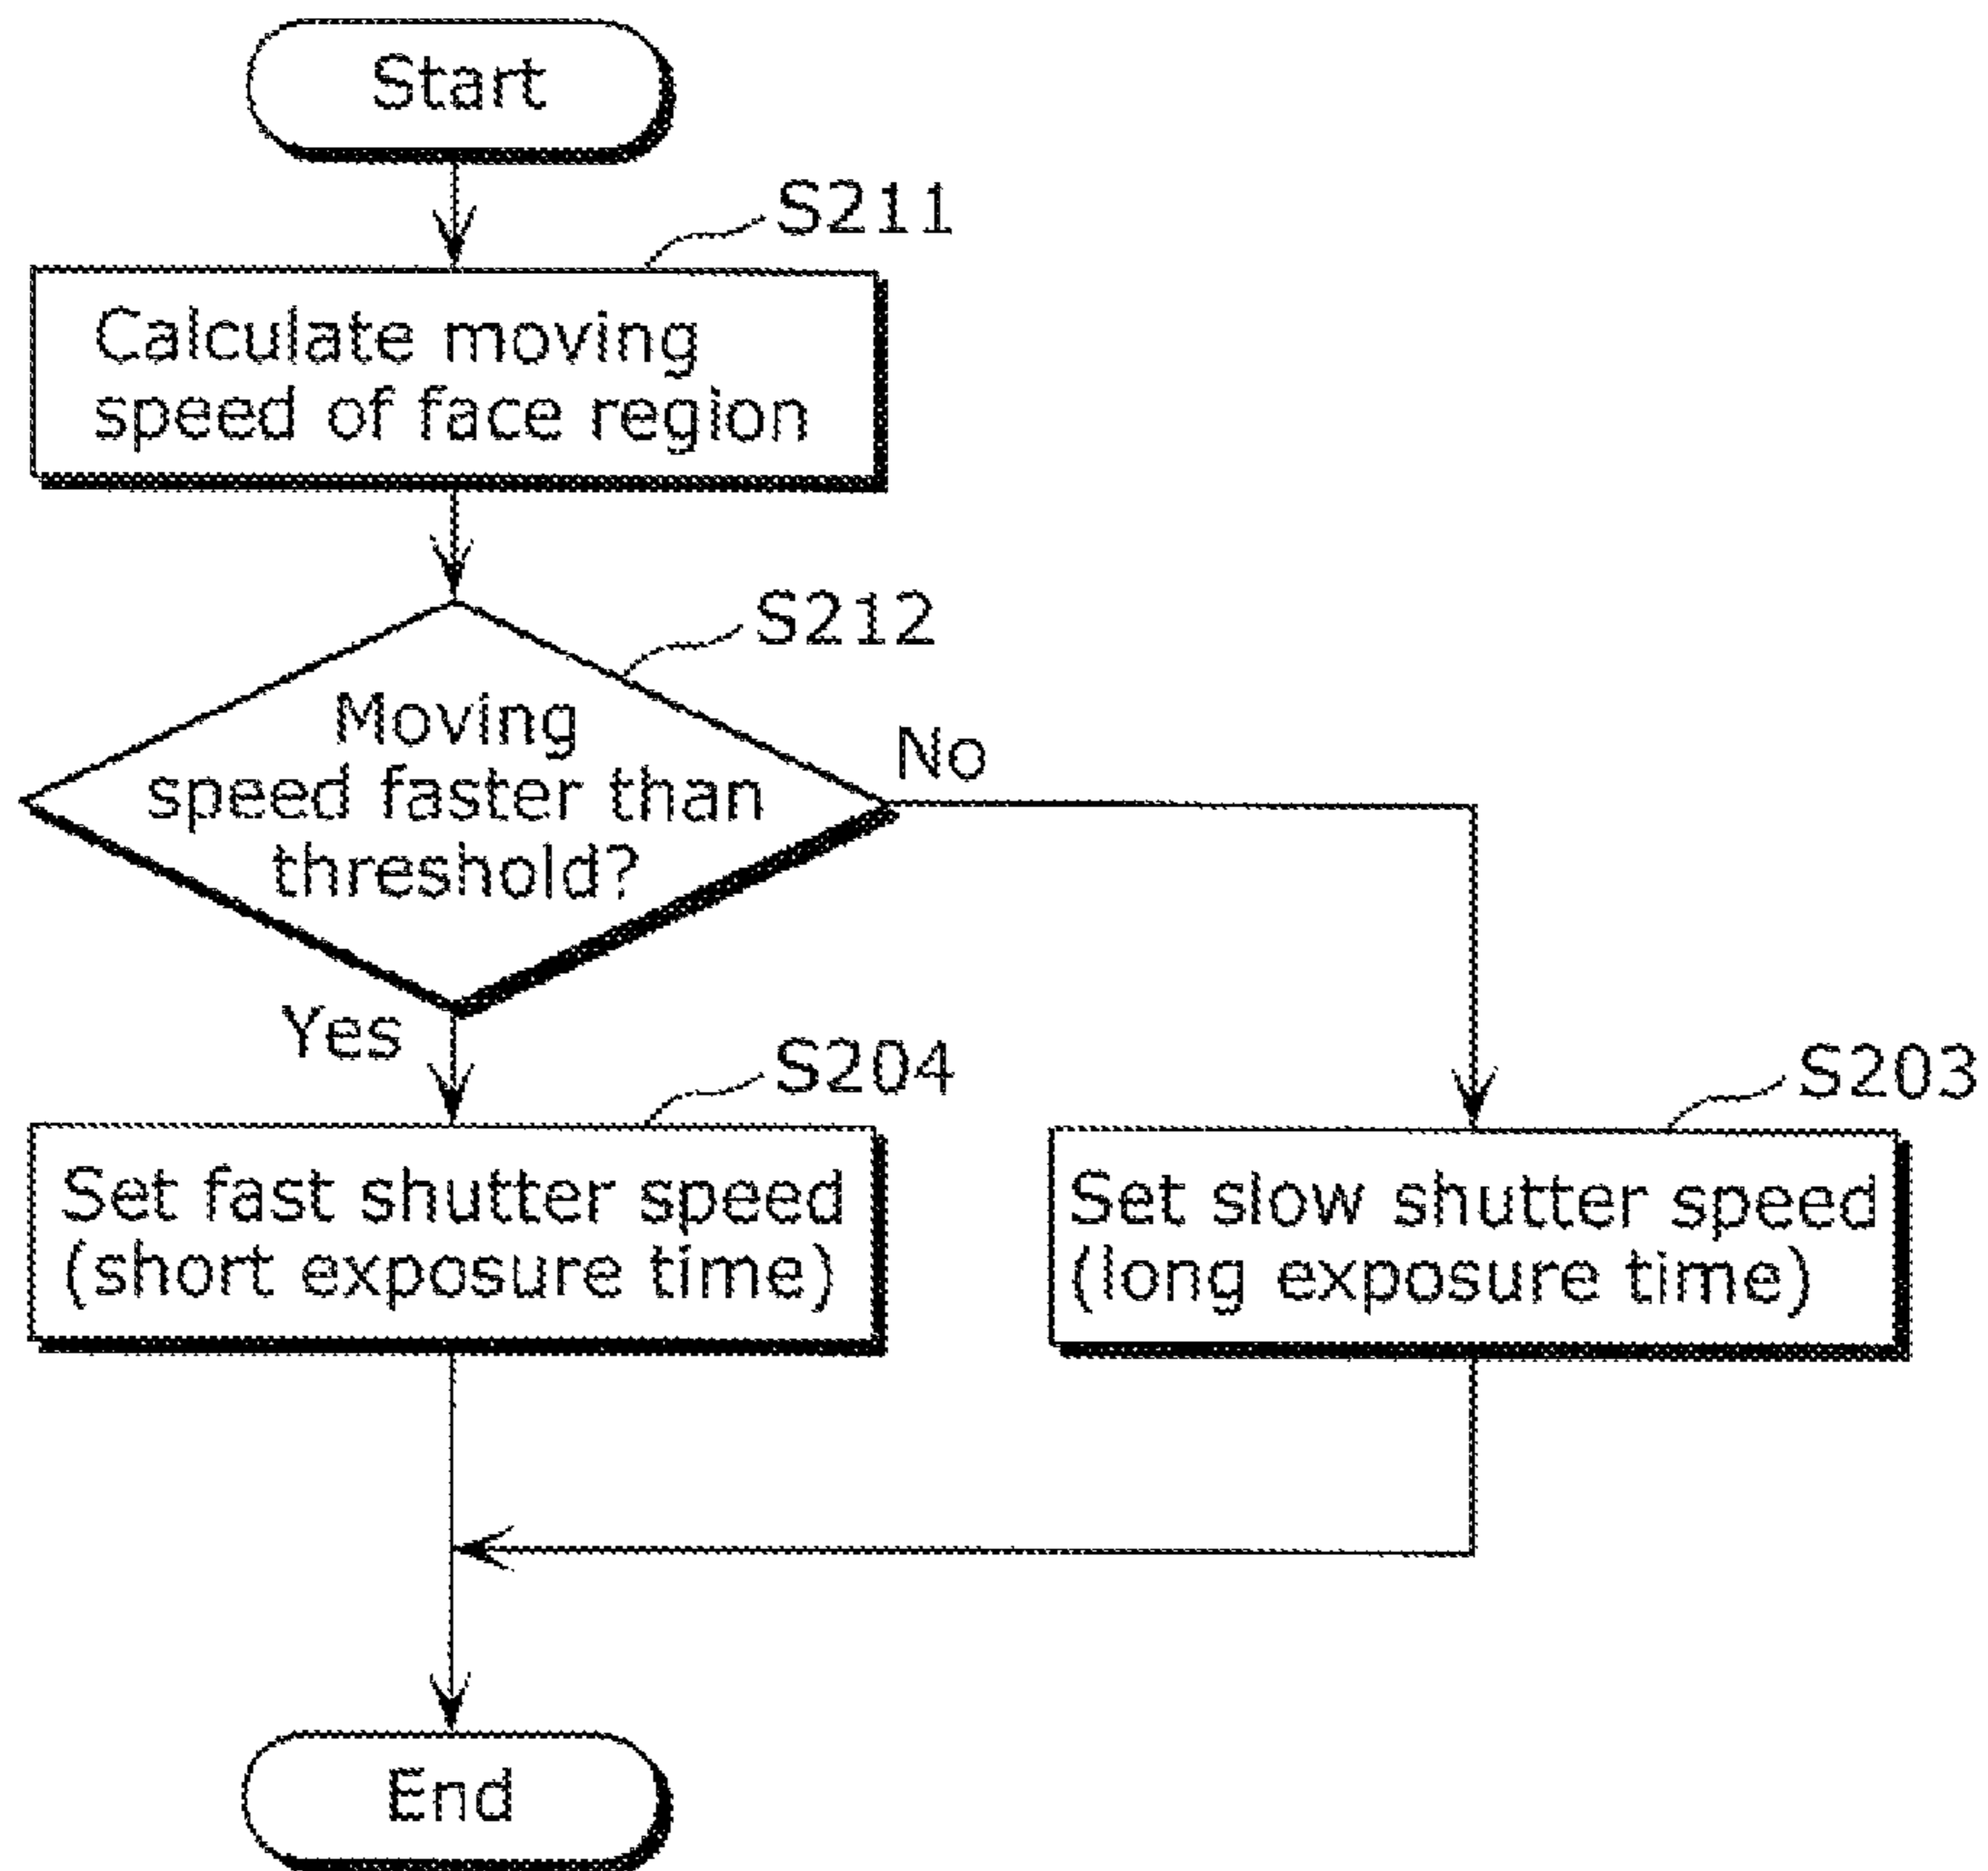 Start
S211
Calculate moving
speed of face region
S212
Moving
speed faster than
threshold?
No
Yes
S204
Set fast shutter speed
(short exposure time)
S203
Set slow shutter speed
(long exposure time)
End